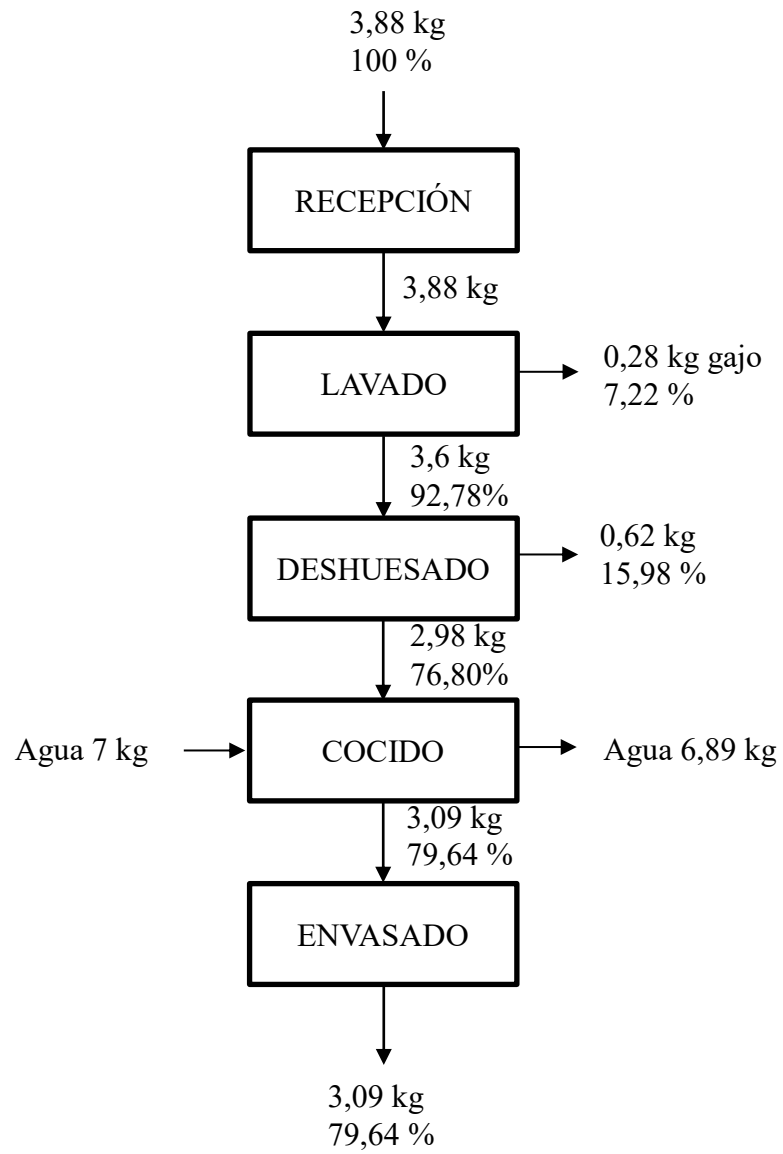 3,88 kg
100 %
RECEPCIÓN
3,88 kg
LAVADO
0,28 kg gajo
7,22 %
3,6 kg
92,78%
DESHUESADO
0,62 kg
15,98 %
2,98 kg
76,80%
Agua 7 kg
COCIDO
Agua 6,89 kg
3,09 kg
79,64 %
ENVASADO
3,09 kg
79,64 %